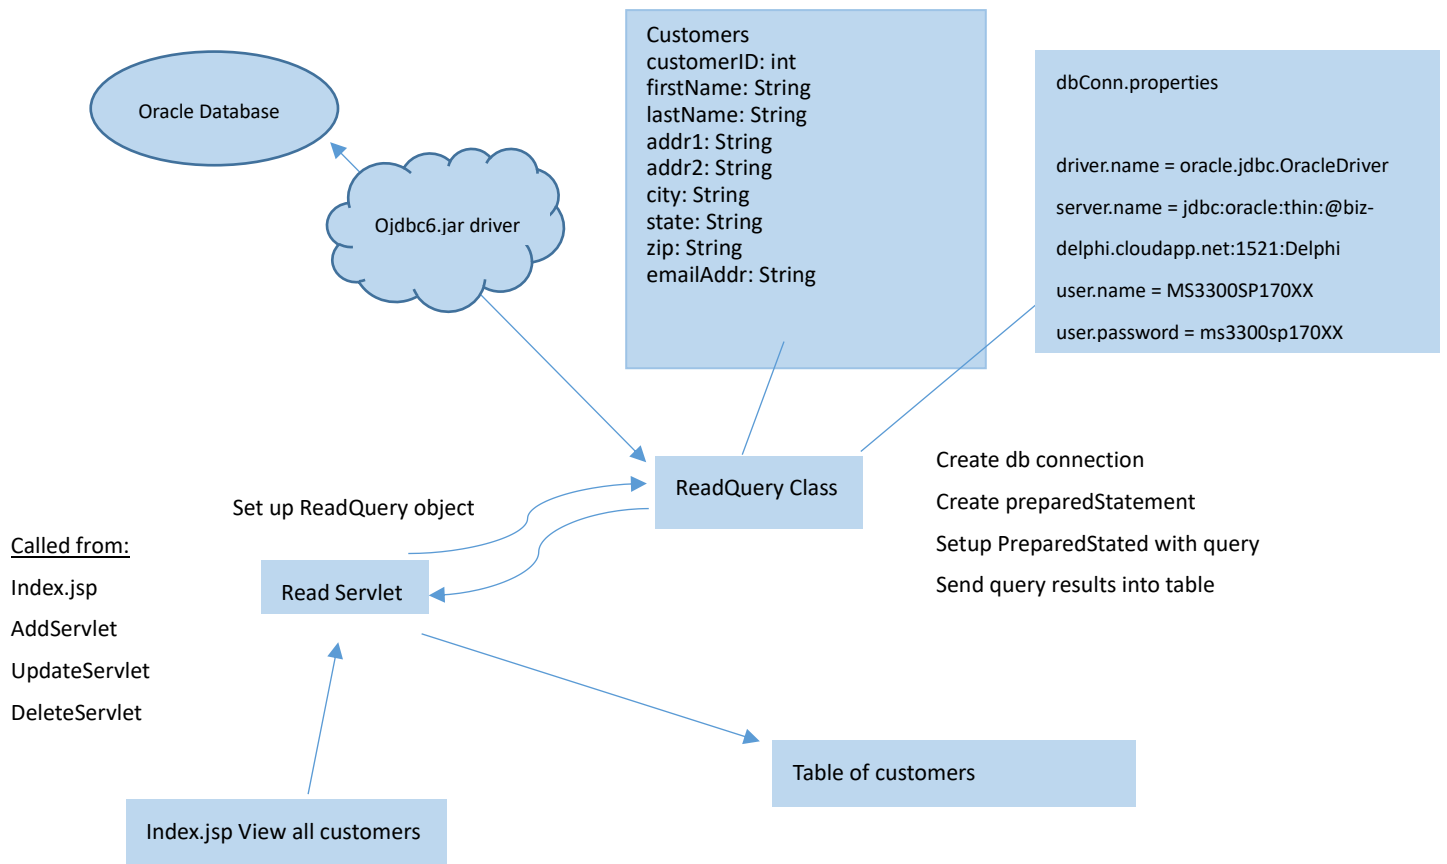 Oracle Database
Ojdbc6.jar driver
Customers
customerID: int
firstName: String
lastName: String
addr1: String
addr2: String
city: String
state: String
zip: String
emailAddr: String
dbConn.properties
driver.name = oracle.jdbc.OracleDriver
server.name = jdbc:oracle:thin:@biz-
delphi.cloudapp.net:1521:Delphi
user.name = MS3300SP170XX
user.password = ms3300sp170XX
ReadQuery Class
Create db connection
Create preparedStatement
Setup PreparedStated with query
Send query results into table
Set up ReadQuery object
Called from:
Index.jsp
AddServlet
UpdateServlet
DeleteServlet
Read Servlet
Table of customers
Index.jsp View all customers